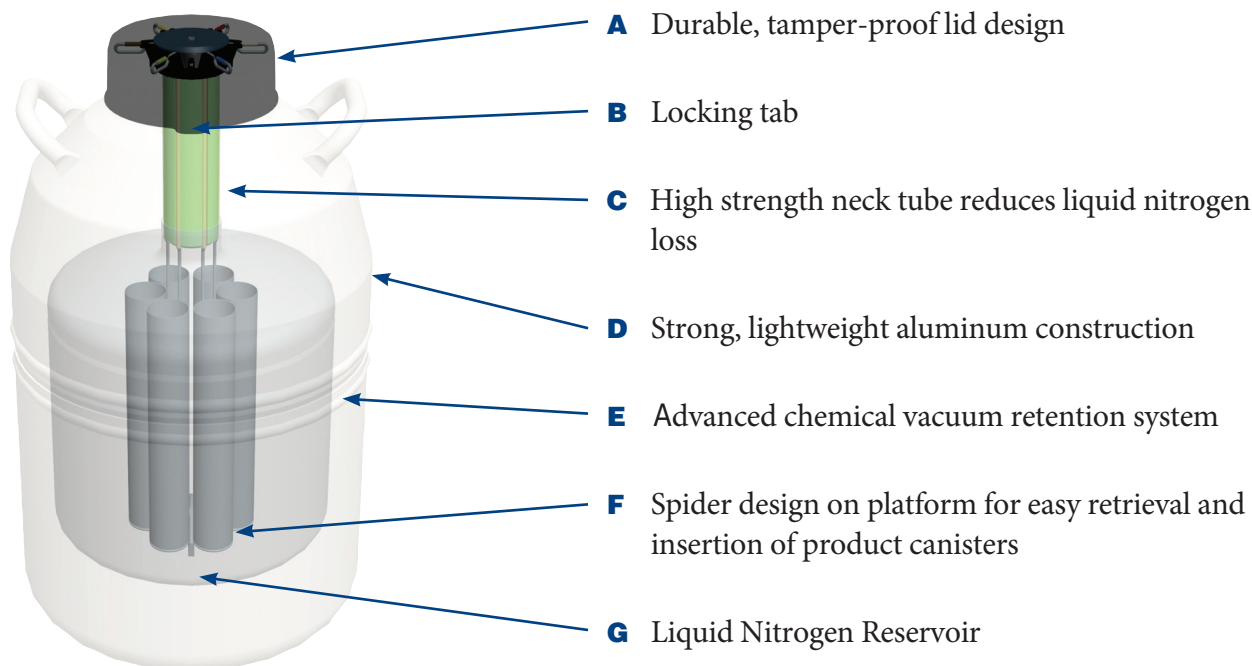 A Durable, tamper-proof lid design
B Locking tab
C High strength neck tube reduces liquid nitrogen
loss
D Strong, lightweight aluminum construction
E Advanced chemical vacuum retention system
F Spider design on platform for easy retrieval and
insertion of product canisters
G Liquid Nitrogen Reservoir